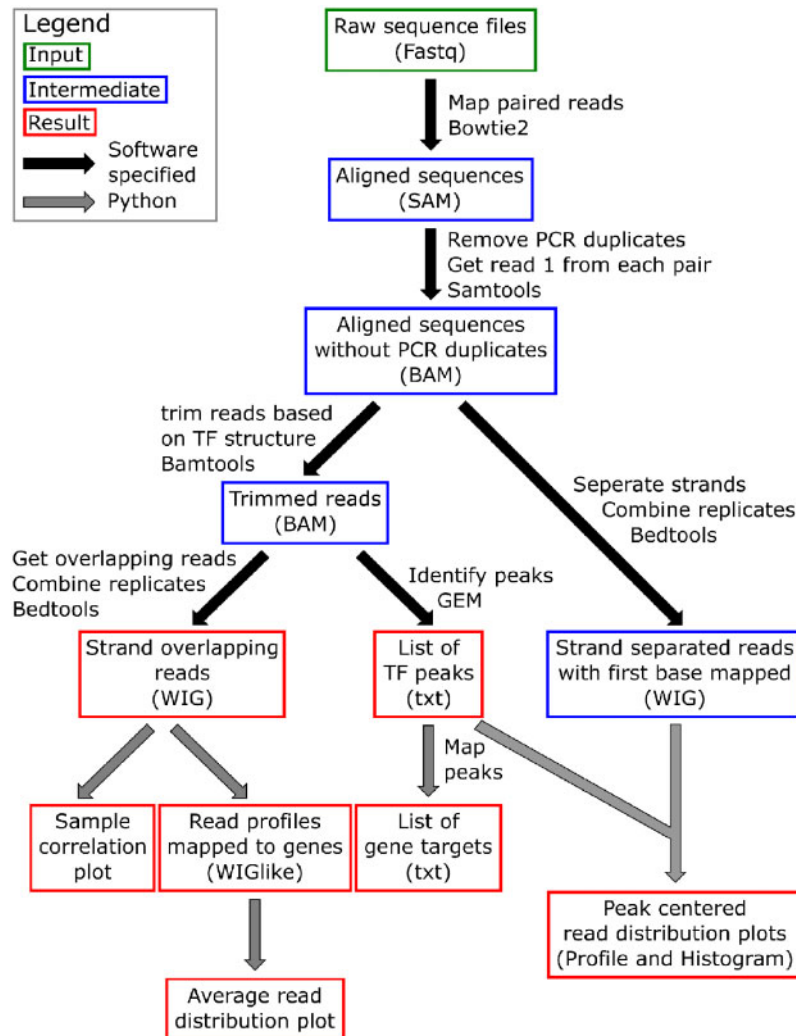 Legend
Input
Intermediate
Result
Software
specified
Python
Raw sequence files
(Fastq)
Map paired reads
Bowtie2
Aligned sequences
(SAM)
Remove PCR duplicates
Get read 1 from each pair
Samtools
Aligned sequences
without PCR duplicates
(BAM)
trim reads based
on TF structure
Bamtools
Seperate strands
Combine replicates
Bedtools
Trimmed reads
(BAM)
Get overlapping reads
Combine replicates
Bedtools
Identify peaks
GEM
Strand overlapping
reads
(WIG)
List of
TF peaks
(txt)
Strand separated reads
with first base mapped
(WIG)
Map
peaks
Sample
correlation
plot
Read profiles
mapped to genes
(WIGlike)
List of
gene targets
(txt)
Peak centered
read distribution plots
(Profile and Histogram)
Average read
distribution plot